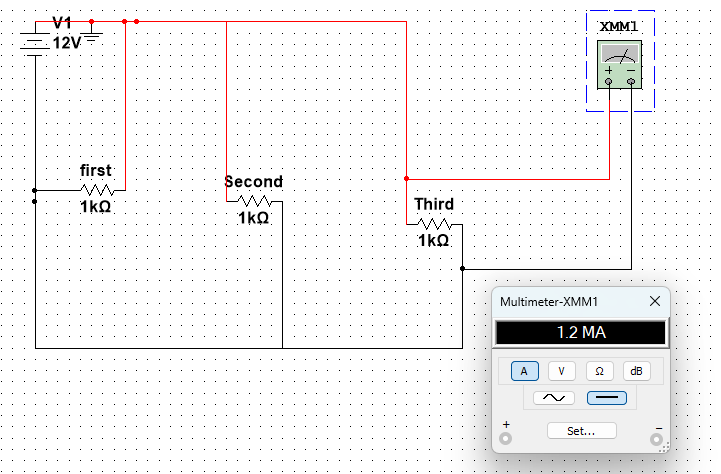 V1
12V
XMM1
+ −
first
1kΩ
Second
1kΩ
Third
1kΩ
Multimeter-XMM1
1.2 MA
A V Ω dB
+ −
Set...